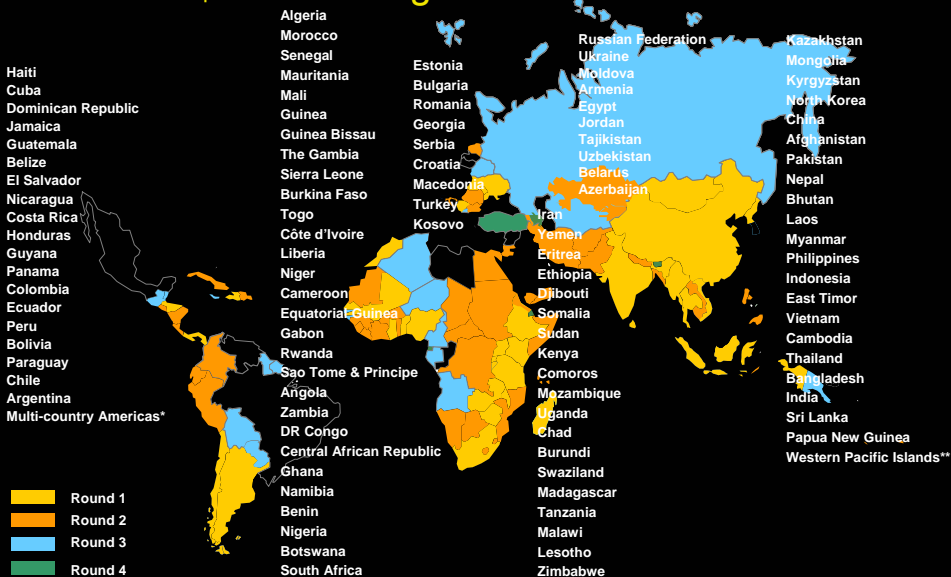 Haiti
Cuba
Dominican Republic
Jamaica
Guatemala
Belize
El Salvador
Nicaragua
Costa Rica
Honduras
Guyana
Panama
Colombia
Ecuador
Peru
Bolivia
Paraguay
Chile
Argentina
Multi-country Americas*
Algeria
Morocco
Senegal
Mauritania
Mali
Guinea
Guinea Bissau
The Gambia
Sierra Leone
Burkina Faso
Togo
Côte d'Ivoire
Liberia
Niger
Cameroon
Equatorial Guinea
Gabon
Rwanda
Sao Tome & Principe
Angola
Zambia
DR Congo
Central African Republic
Ghana
Namibia
Benin
Nigeria
Botswana
South Africa
Estonia
Bulgaria
Romania
Georgia
Serbia
Croatia
Macedonia
Turkey
Kosovo
Russian Federation
Ukraine
Moldova
Armenia
Egypt
Jordan
Tajikistan
Uzbekistan
Belarus
Azerbaijan
Iran
Yemen
Eritrea
Ethiopia
Djibouti
Somalia
Sudan
Kenya
Comoros
Mozambique
Uganda
Chad
Burundi
Swaziland
Madagascar
Tanzania
Malawi
Lesotho
Zimbabwe
Kazakhstan
Mongolia
Kyrgyzstan
North Korea
China
Afghanistan
Pakistan
Nepal
Bhutan
Laos
Myanmar
Philippines
Indonesia
East Timor
Vietnam
Cambodia
Thailand
Bangladesh
India
Sri Lanka
Papua New Guinea
Western Pacific Islands**
Round 1
Round 2
Round 3
Round 4